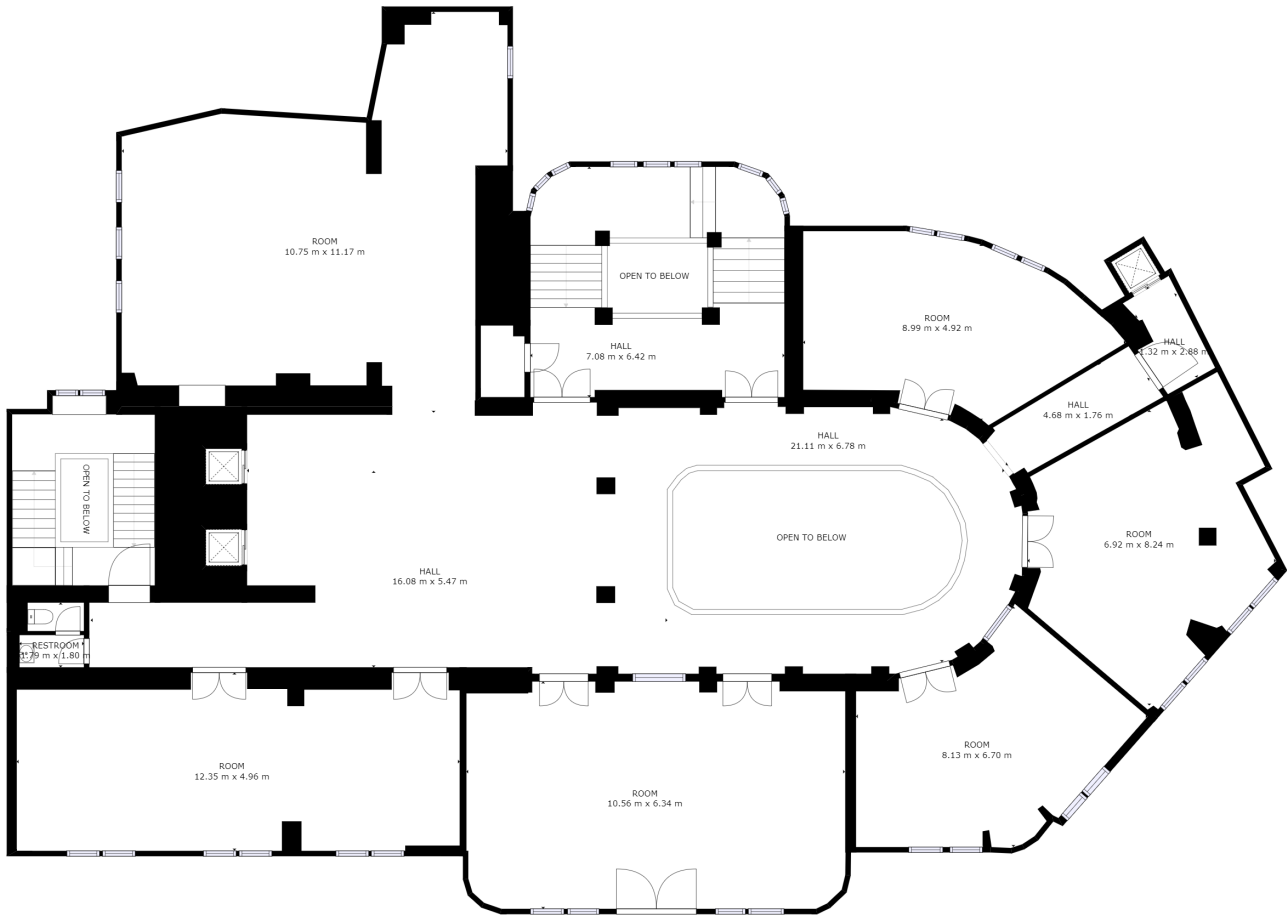 ROOM
10.75 m x 11.17 m
OPEN TO BELOW
ROOM
8.99 m x 4.92 m
HALL
7.08 m x 6.42 m
HALL
1.32 m x 2.88 m
HALL
4.68 m x 1.76 m
HALL
21.11 m x 6.78 m
OPEN TO BELOW
OPEN TO BELOW
ROOM
6.92 m x 8.24 m
HALL
16.08 m x 5.47 m
RESTROOM
1.79 m x 1.80 m
ROOM
8.13 m x 6.70 m
ROOM
12.35 m x 4.96 m
ROOM
10.56 m x 6.34 m